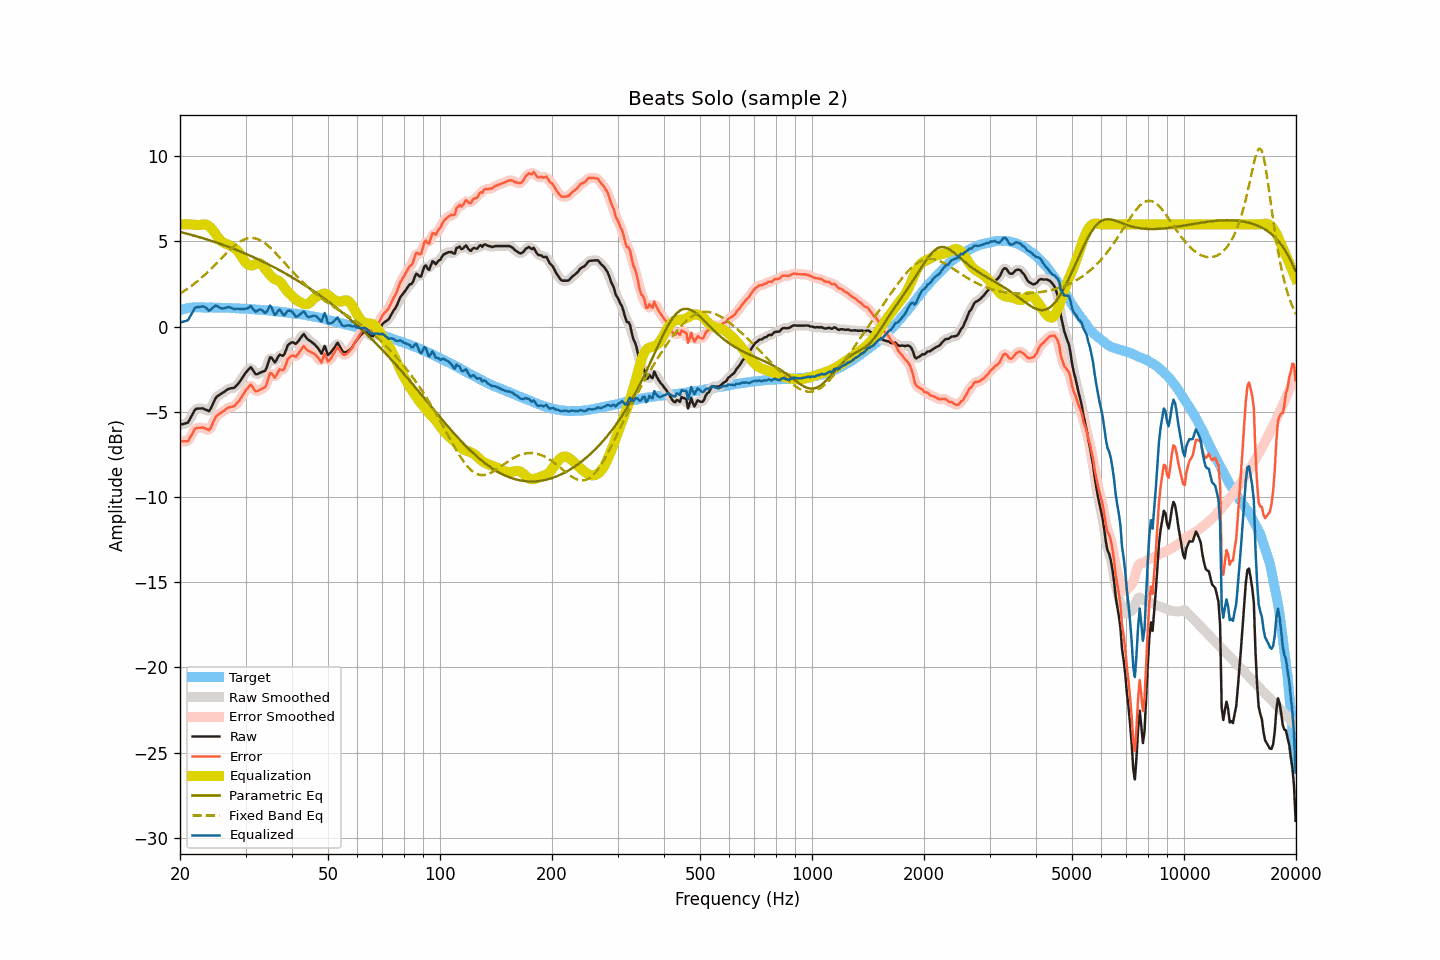 Beats Solo (sample 2)
Amplitude (dBr)
10
5
0
−5
−10
−15
−20
−25
−30
Target
Raw Smoothed
Error Smoothed
Raw
Error
Equalization
Parametric Eq
Fixed Band Eq
Equalized
20 50 100 200 500 1000 2000 5000 10000 20000
Frequency (Hz)